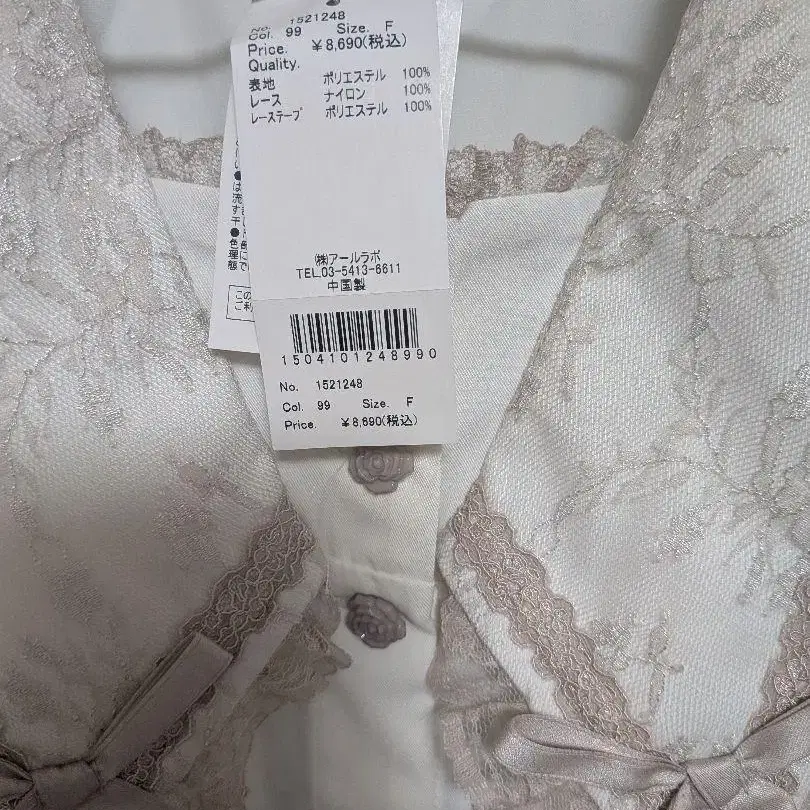 No. 1521248
Col. 99 Size. F
Price. ¥8,690(税込)
Quality.
表地 ポリエステル 100%
レース ナイロン 100%
レーステープ ポリエステル 100%
(株)アールラボ
TEL.03-5413-6611
中国製
1504101248990
No. 1521248
Col. 99 Size. F
Price. ¥8,690(税込)